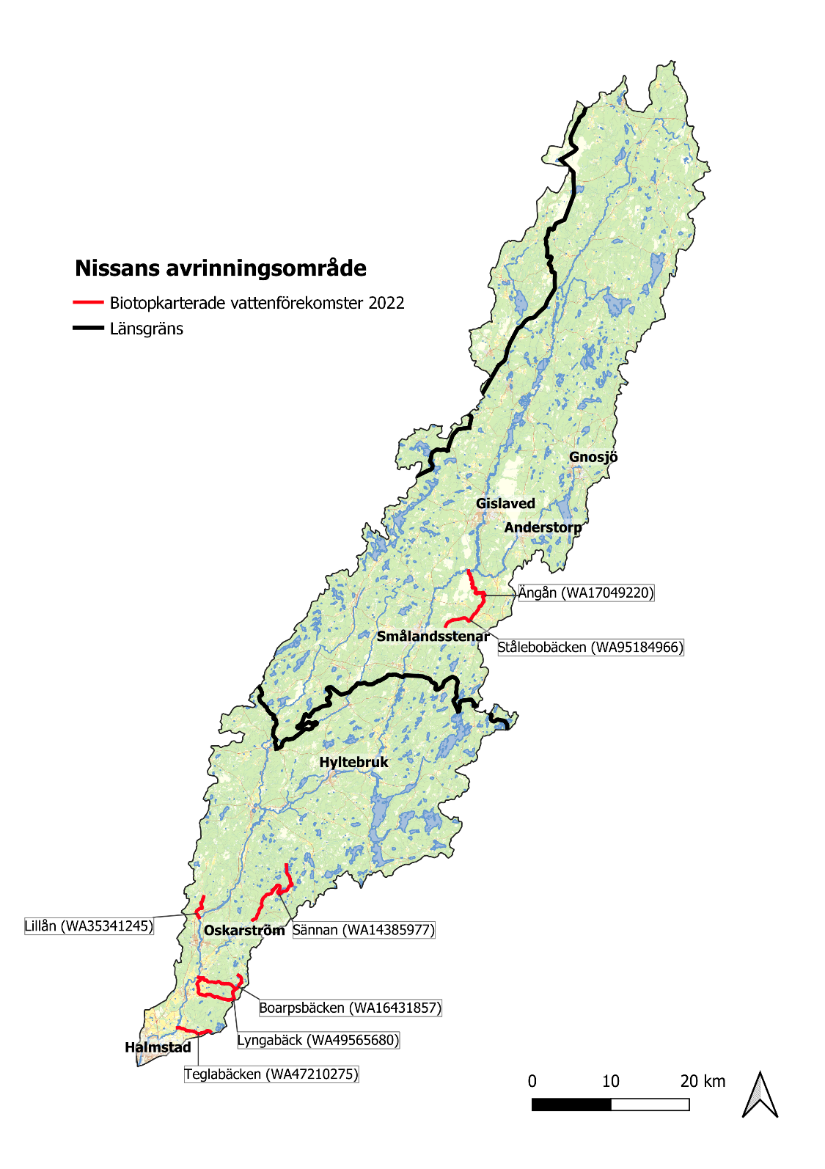 Nissans avrinningsområde
Biotopkarterade vattenförekomster 2022
Länsgräns
Gnosjö
Gislaved
Anderstorp
Ängån (WA17049220)
Smålandsstenar
Stålebobäcken (WA95184966)
Hyltebruk
Lillån (WA35341245)
Oskarström
Sännan (WA14385977)
Boarpsbäcken (WA16431857)
Lyngabäck (WA49565680)
Halmstad
Teglabäcken (WA47210275)
0 10 20 km